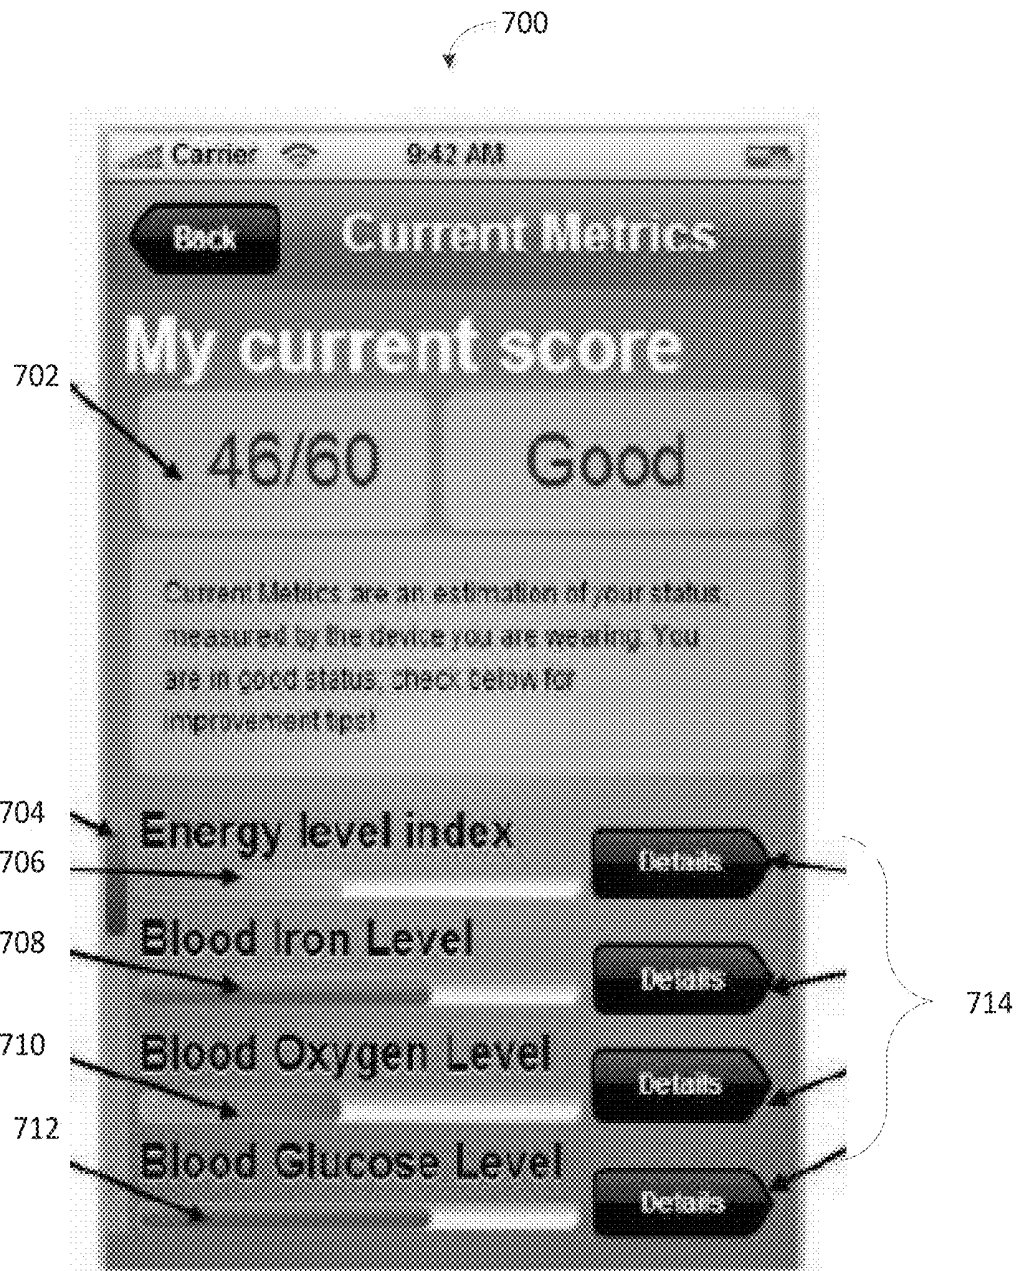 700
Carrier 9:42 AM
Back Current Metrics
My current score
702
46/60 Good
Current Metrics are an estimation of your status
measured by the device you are wearing. You
are in good status, check below for
improvement tips!
704
Energy level index
Details
706
Blood Iron Level
708
Details
714
Blood Oxygen Level
710
Details
712
Blood Glucose Level
Details